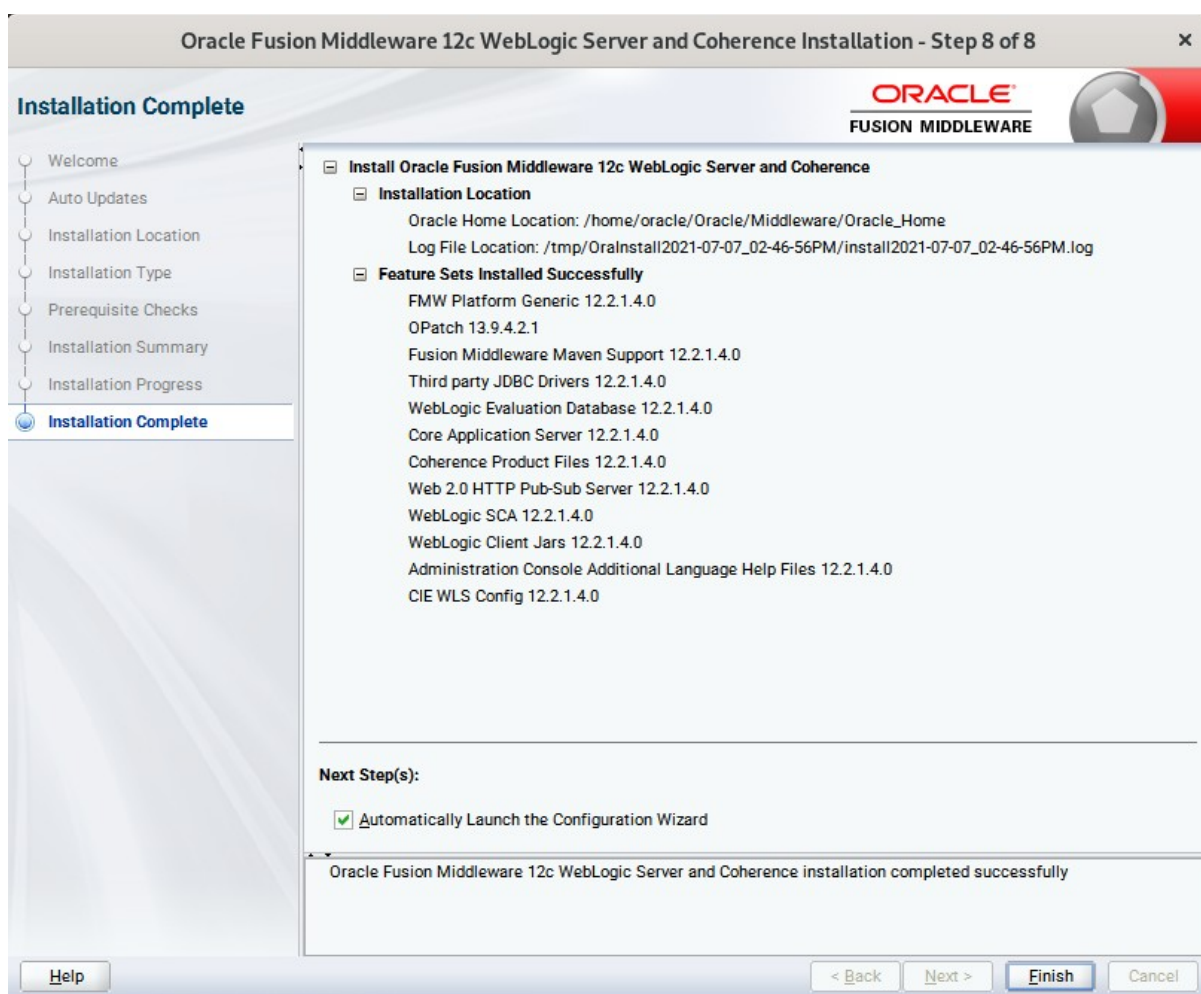 Oracle Fusion Middleware 12c WebLogic Server and Coherence Installation - Step 8 of 8
Installation Complete
ORACLE
FUSION MIDDLEWARE
Welcome
Auto Updates
Installation Location
Installation Type
Prerequisite Checks
Installation Summary
Installation Progress
Installation Complete
Install Oracle Fusion Middleware 12c WebLogic Server and Coherence
Installation Location
Oracle Home Location: /home/oracle/Oracle/Middleware/Oracle_Home
Log File Location: /tmp/OraInstall2021-07-07_02-46-56PM/install2021-07-07_02-46-56PM.log
Feature Sets Installed Successfully
FMW Platform Generic 12.2.1.4.0
OPatch 13.9.4.2.1
Fusion Middleware Maven Support 12.2.1.4.0
Third party JDBC Drivers 12.2.1.4.0
WebLogic Evaluation Database 12.2.1.4.0
Core Application Server 12.2.1.4.0
Coherence Product Files 12.2.1.4.0
Web 2.0 HTTP Pub-Sub Server 12.2.1.4.0
WebLogic SCA 12.2.1.4.0
WebLogic Client Jars 12.2.1.4.0
Administration Console Additional Language Help Files 12.2.1.4.0
CIE WLS Config 12.2.1.4.0
Next Step(s):
Automatically Launch the Configuration Wizard
Oracle Fusion Middleware 12c WebLogic Server and Coherence installation completed successfully
Help
< Back
Next >
Finish
Cancel